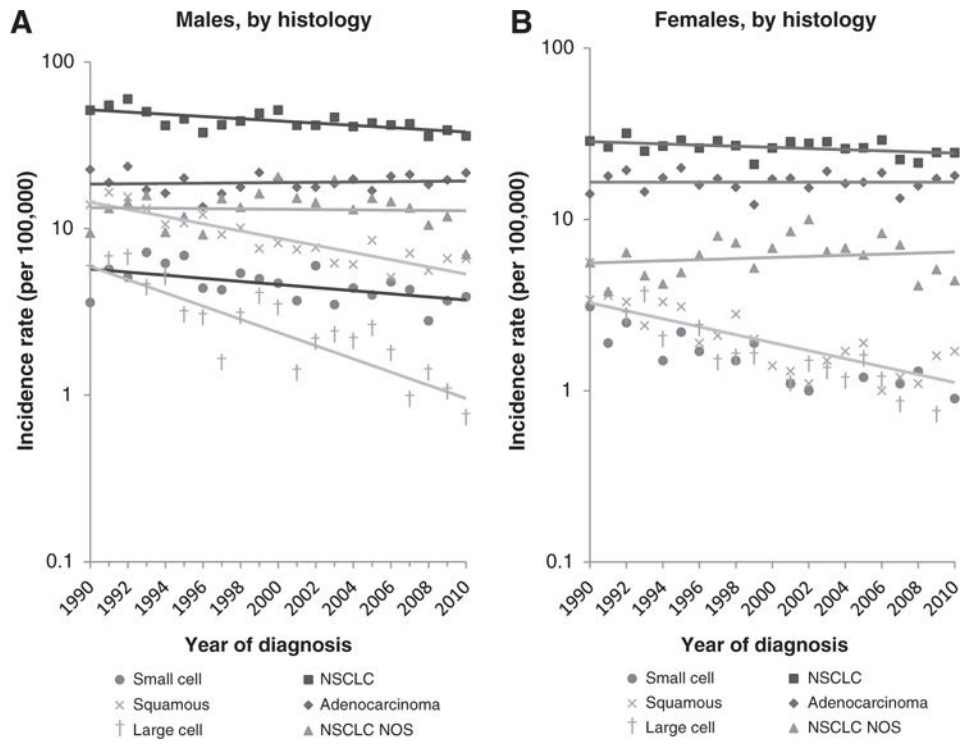 A
Males, by histology
Incidence rate (per 100,000)
100
10
1
0.1
1990
1992
1994
1996
1998
2000
2002
2004
2006
2008
2010
Year of diagnosis
Small cell
NSCLC
Squamous
Adenocarcinoma
Large cell
NSCLC NOS
B
Females, by histology
Incidence rate (per 100,000)
100
10
1
0.1
1990
1992
1994
1996
1998
2000
2002
2004
2006
2008
2010
Year of diagnosis
Small cell
NSCLC
Squamous
Adenocarcinoma
Large cell
NSCLC NOS